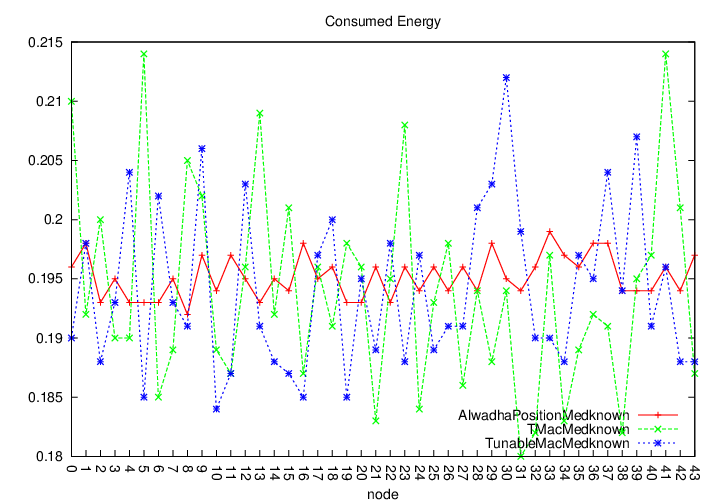 Consumed Energy
0.215
0.21
0.205
0.2
0.195
0.19
0.185
0.18
AlwadhaPositionMedknown
TMacMedknown
TunableMacMedknown
0 1 2 3 4 5 6 7 8 9 10 11 12 13 14 15 16 17 18 19 20 21 22 23 24 25 26 27 28 29 30 31 32 33 34 35 36 37 38 39 40 41 42 43
node